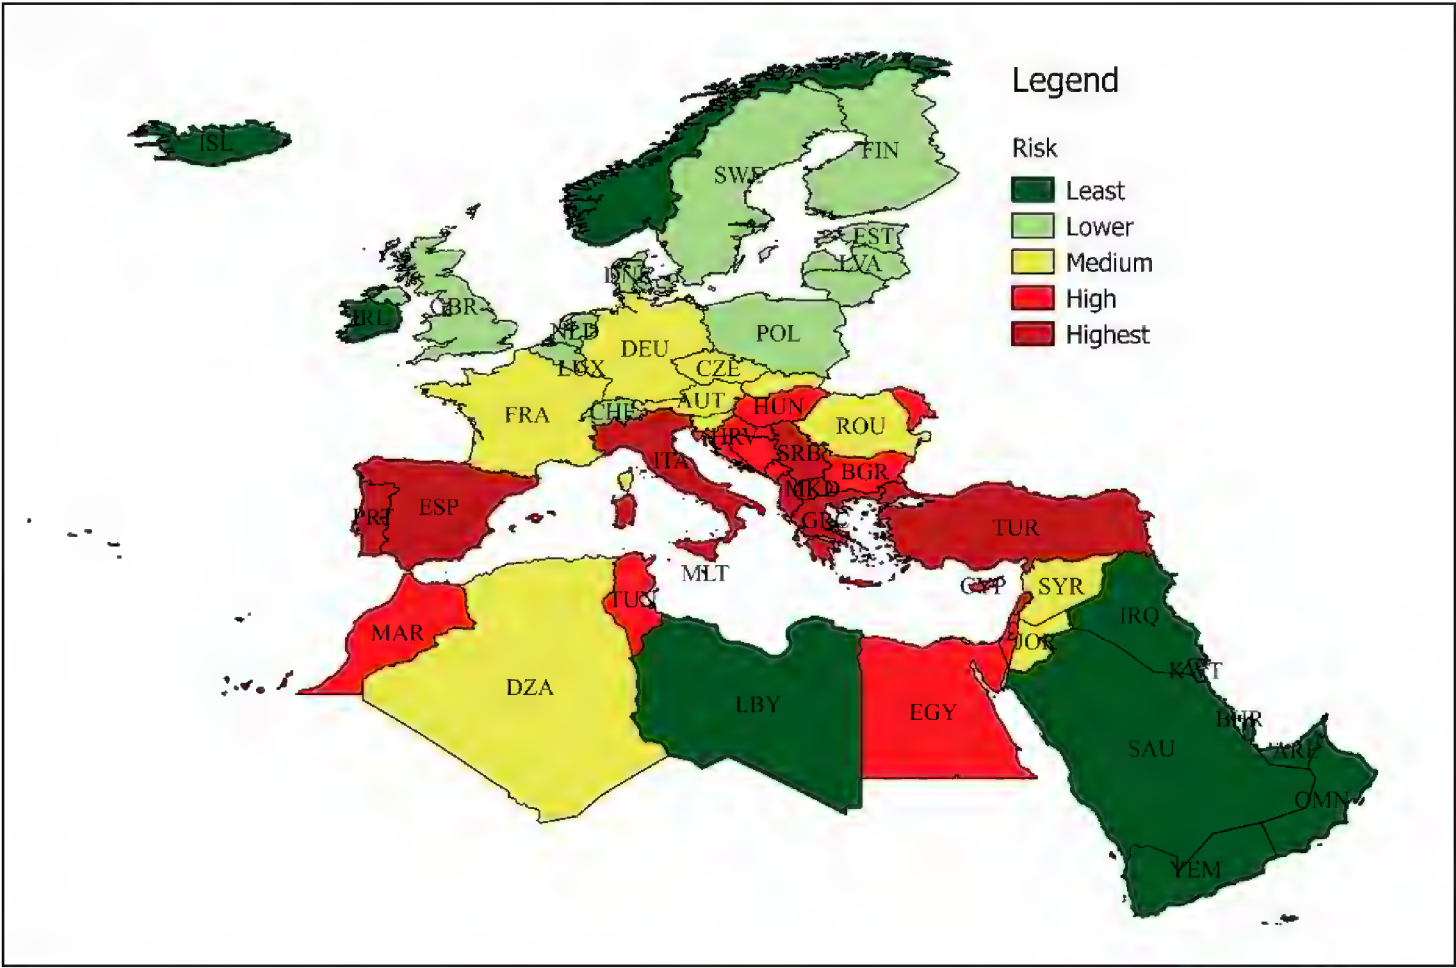 Legend
Risk
Least
Lower
Medium
High
Highest
ISL
FIN
SWE
EST
LVA
DNK
GBR
IRL
NLD
POL
DEU
LUX
CZE
AUT
CHE
HUN
FRA
ROU
HRV
SRB
ITA
BGR
MKD
ESP
PRT
GRC
TUR
MLT
CYP
SYR
TUN
IRQ
MAR
JOR
KWT
DZA
LBY
EGY
BHR
SAU
ARE
OMN
YEM